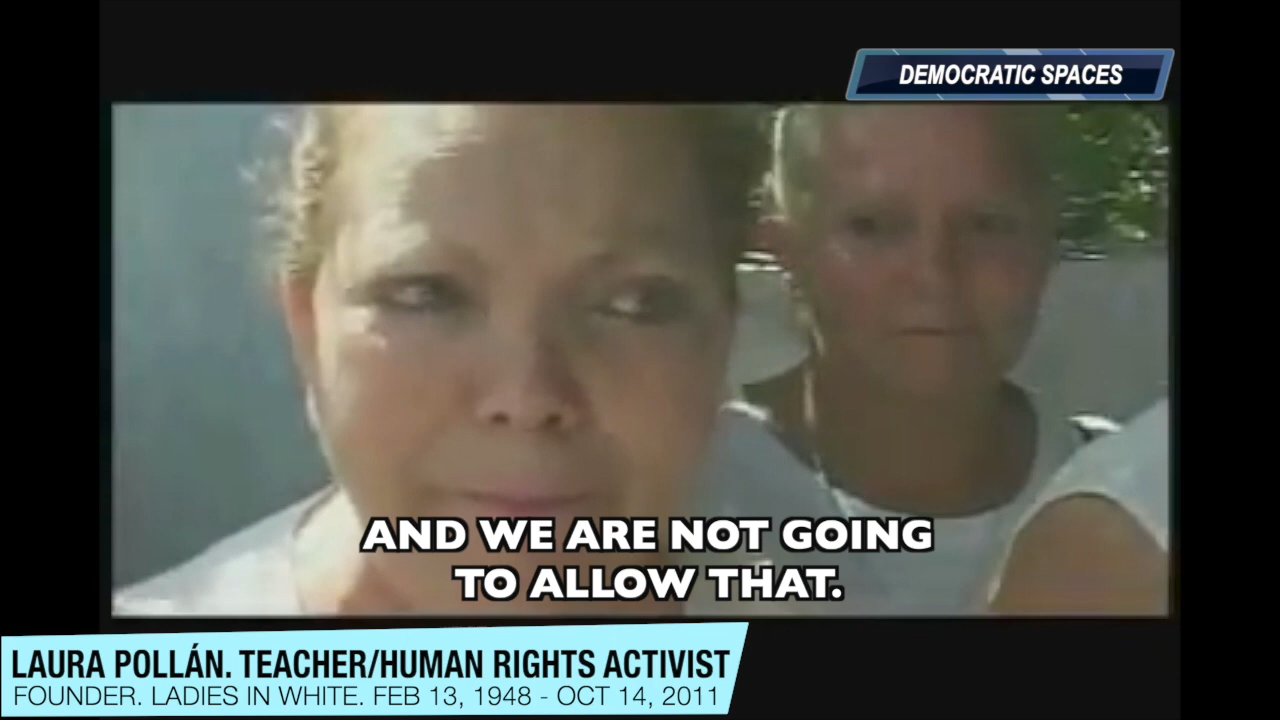 DEMOCRATIC SPACES
AND WE ARE NOT GOING
TO ALLOW THAT.
LAURA POLLÁN. TEACHER/HUMAN RIGHTS ACTIVIST
FOUNDER. LADIES IN WHITE. FEB 13, 1948 - OCT 14, 2011